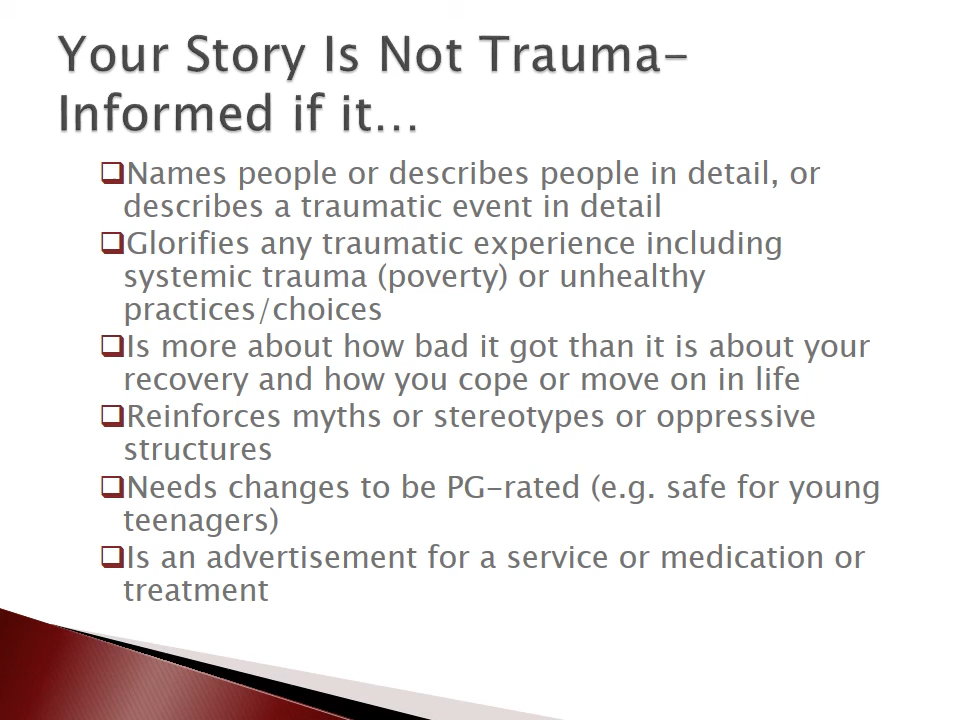 Your Story Is Not Trauma-
Informed if it…
❑Names people or describes people in detail, or
describes a traumatic event in detail
❑Glorifies any traumatic experience including
systemic trauma (poverty) or unhealthy
practices/choices
❑Is more about how bad it got than it is about your
recovery and how you cope or move on in life
❑Reinforces myths or stereotypes or oppressive
structures
❑Needs changes to be PG-rated (e.g. safe for young
teenagers)
❑Is an advertisement for a service or medication or
treatment